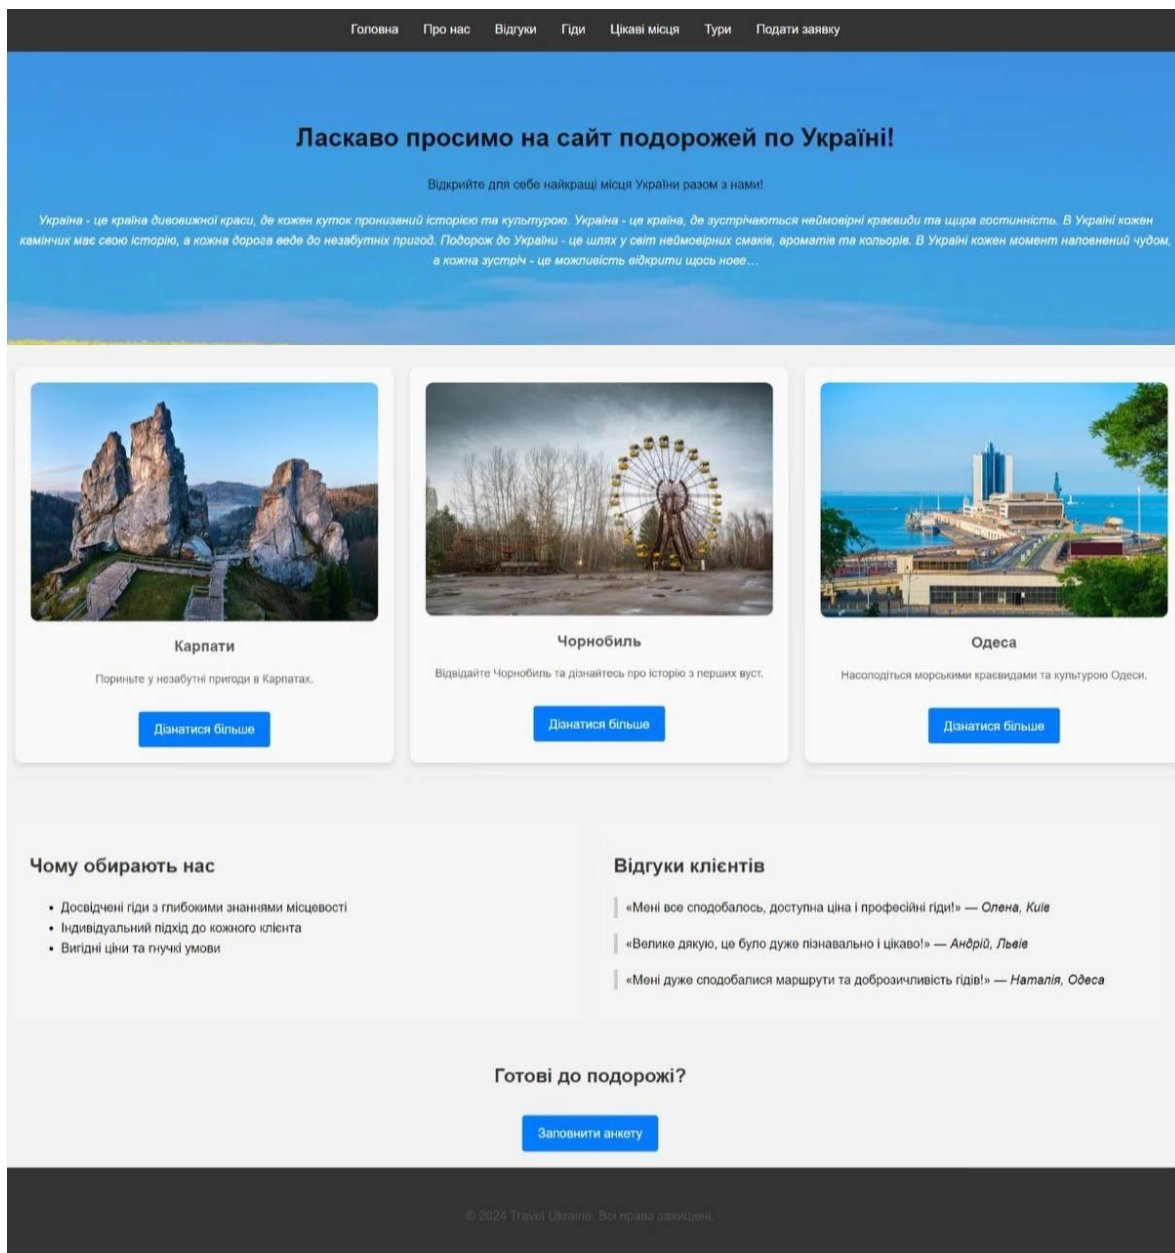 Головна Про нас Відгуки Гіди Цікаві місця Тури Подати заявку
Ласкаво просимо на сайт подорожей по Україні!
Відкрийте для себе найкращі місця України разом з нами!
Україна - це країна дивовижної краси, де кожен куток пронизаний історією та культурою. Україна - це країна, де зустрічаються неймовірні краєвиди та щира гостинність. В Україні кожен
камінчик має свою історію, а кожна дорога веде до незабутніх пригод. Подорож до України - це шлях у світ неймовірних смаків, ароматів та кольорів. В Україні кожен момент наповнений чудом,
а кожна зустріч - це можливість відкрити щось нове…
Карпати
Пориньте у незабутні пригоди в Карпатах.
Дізнатися більше
Чорнобиль
Відвідайте Чорнобиль та дізнайтесь про історію з перших вуст.
Дізнатися більше
Одеса
Насолодіться морськими краєвидами та культурою Одеси.
Дізнатися більше
Чому обирають нас
• Досвідчені гіди з глибокими знаннями місцевості
• Індивідуальний підхід до кожного клієнта
• Вигідні ціни та гнучкі умови
Відгуки клієнтів
«Мені все сподобалось, доступна ціна і професійні гіди!» — Олена, Київ
«Велике дякую, це було дуже пізнавально і цікаво!» — Андрій, Львів
«Мені дуже сподобалися маршрути та доброзичливість гідів!» — Наталія, Одеса
Готові до подорожі?
Заповнити анкету
© 2024 Travel Ukraine. Всі права захищені.